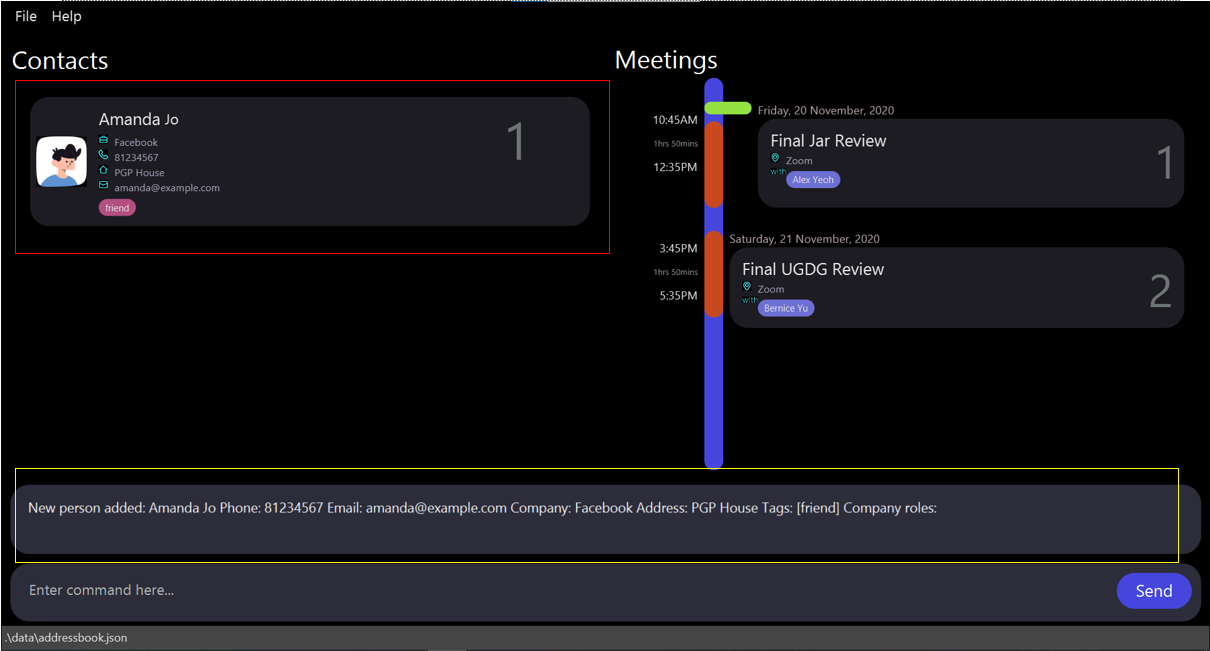 File Help
Contacts
Amanda Jo
1
Facebook
81234567
PGP House
amanda@example.com
friend
Meetings
Friday, 20 November, 2020
10:45AM
1hrs 50mins
12:35PM
Final Jar Review
Zoom
with
Alex Yeoh
1
Saturday, 21 November, 2020
3:45PM
1hrs 50mins
5:35PM
Final UGDG Review
Zoom
with
Bernice Yu
2
New person added: Amanda Jo Phone: 81234567 Email: amanda@example.com Company: Facebook Address: PGP House Tags: [friend] Company roles:
Enter command here...
Send
.\data\addressbook.json